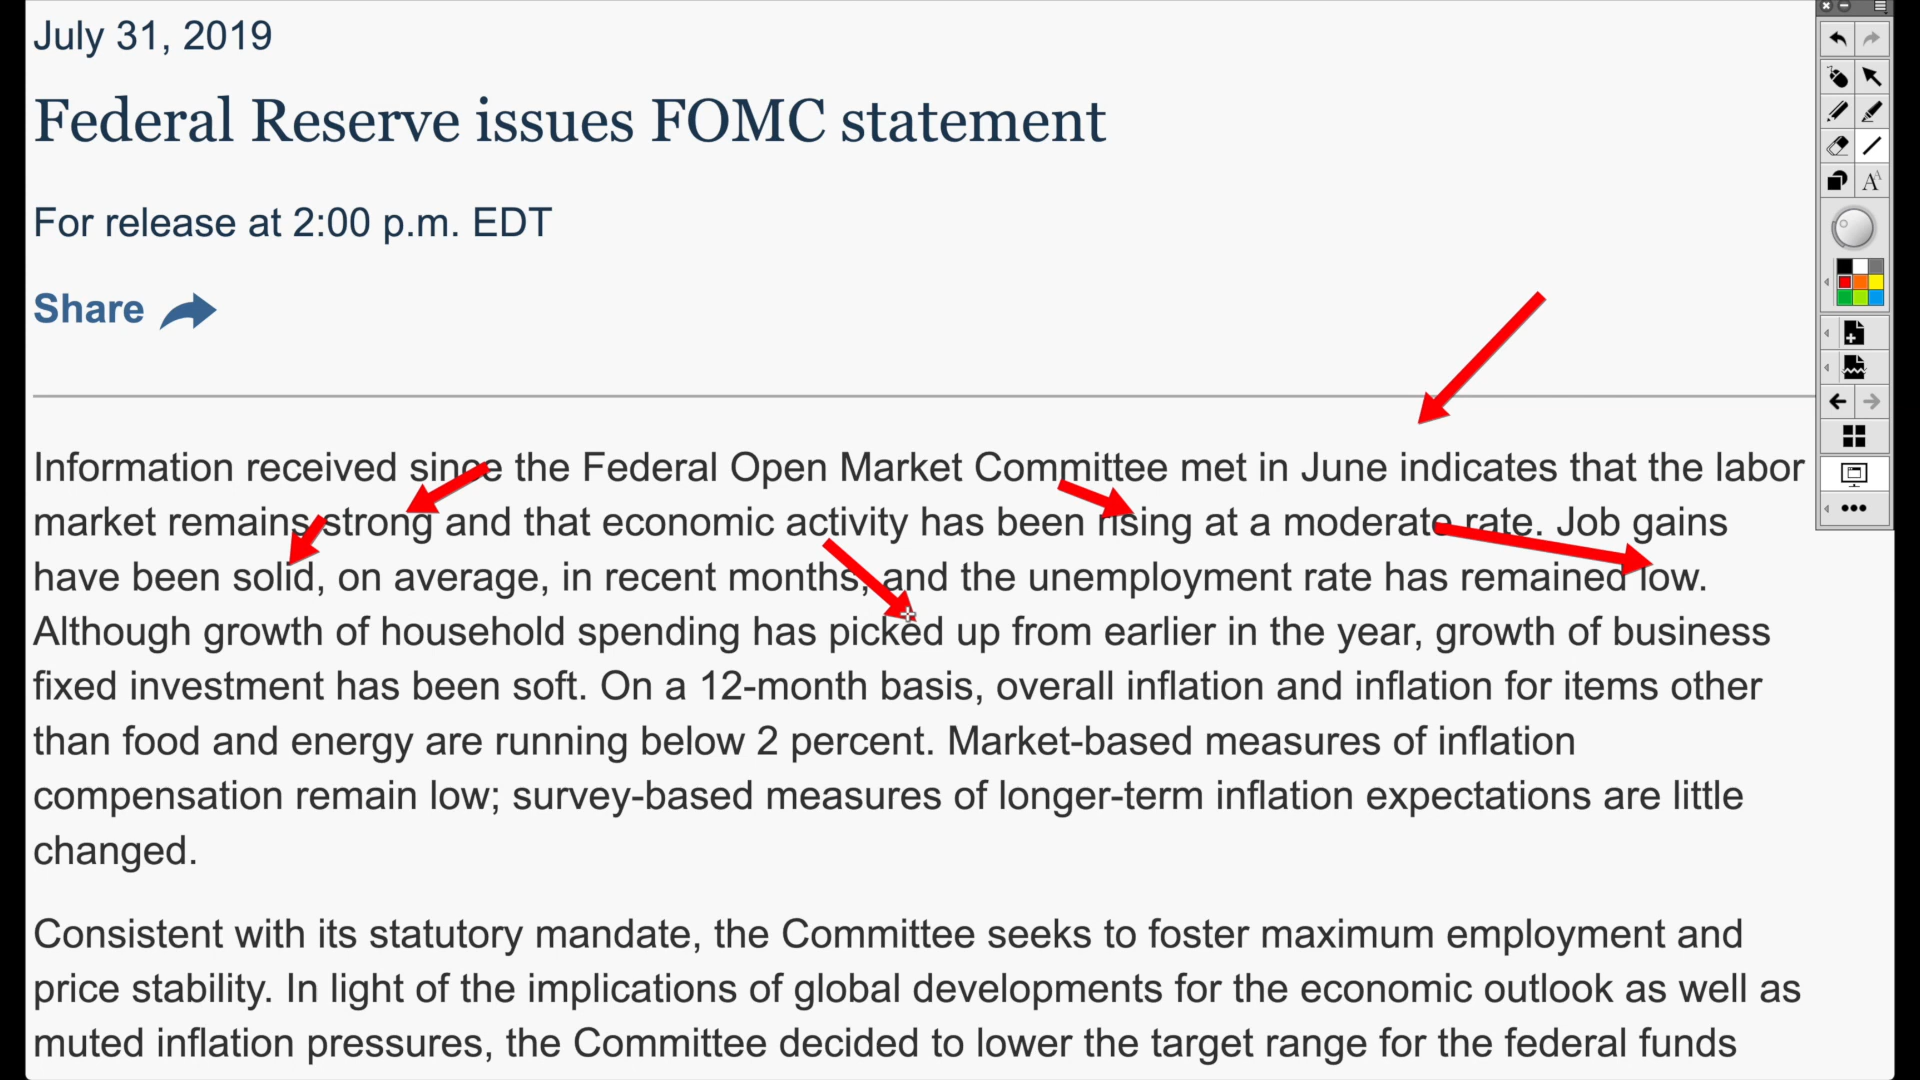 July 31, 2019
Federal Reserve issues FOMC statement
For release at 2:00 p.m. EDT
Share
Information received since the Federal Open Market Committee met in June indicates that the labor
market remains strong and that economic activity has been rising at a moderate rate. Job gains
have been solid, on average, in recent months, and the unemployment rate has remained low.
Although growth of household spending has picked up from earlier in the year, growth of business
fixed investment has been soft. On a 12-month basis, overall inflation and inflation for items other
than food and energy are running below 2 percent. Market-based measures of inflation
compensation remain low; survey-based measures of longer-term inflation expectations are little
changed.
Consistent with its statutory mandate, the Committee seeks to foster maximum employment and
price stability. In light of the implications of global developments for the economic outlook as well as
muted inflation pressures, the Committee decided to lower the target range for the federal funds